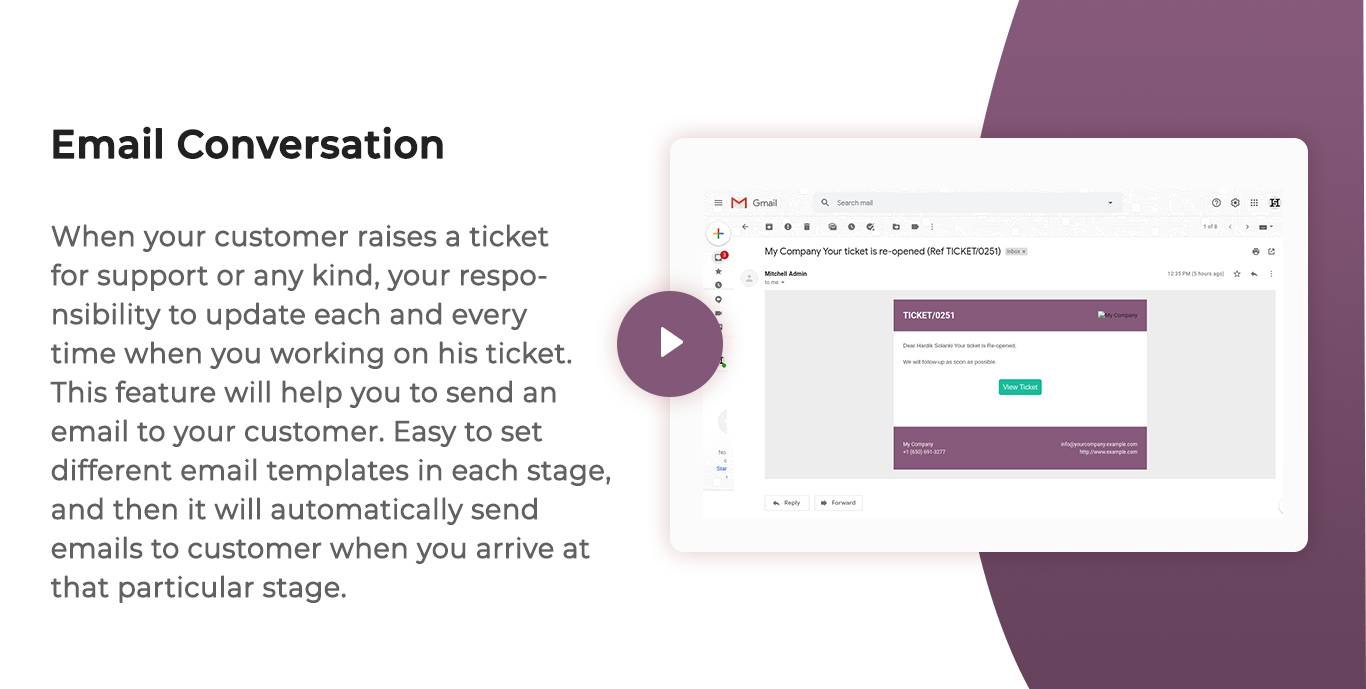 Email Conversation
When your customer raises a ticket
for support or any kind, your respo-
nsibility to update each and every
time when you working on his ticket.
This feature will help you to send an
email to your customer. Easy to set
different email templates in each stage,
and then it will automatically send
emails to customer when you arrive at
that particular stage.
Gmail
Search mail
1 of 8
My Company Your ticket is re-opened (Ref TICKET/0251) Inbox ×
3
Mitchell Admin
12:35 PM (5 hours ago)
to me
TICKET/0251
My Company
Dear Hardik Solanki Your ticket is Re-opened,
We will follow-up as soon as possible.
View Ticket
My Company
info@yourcompany.example.com
+1 (650) 691-3277
http://www.example.com
No
Star
Reply
Forward